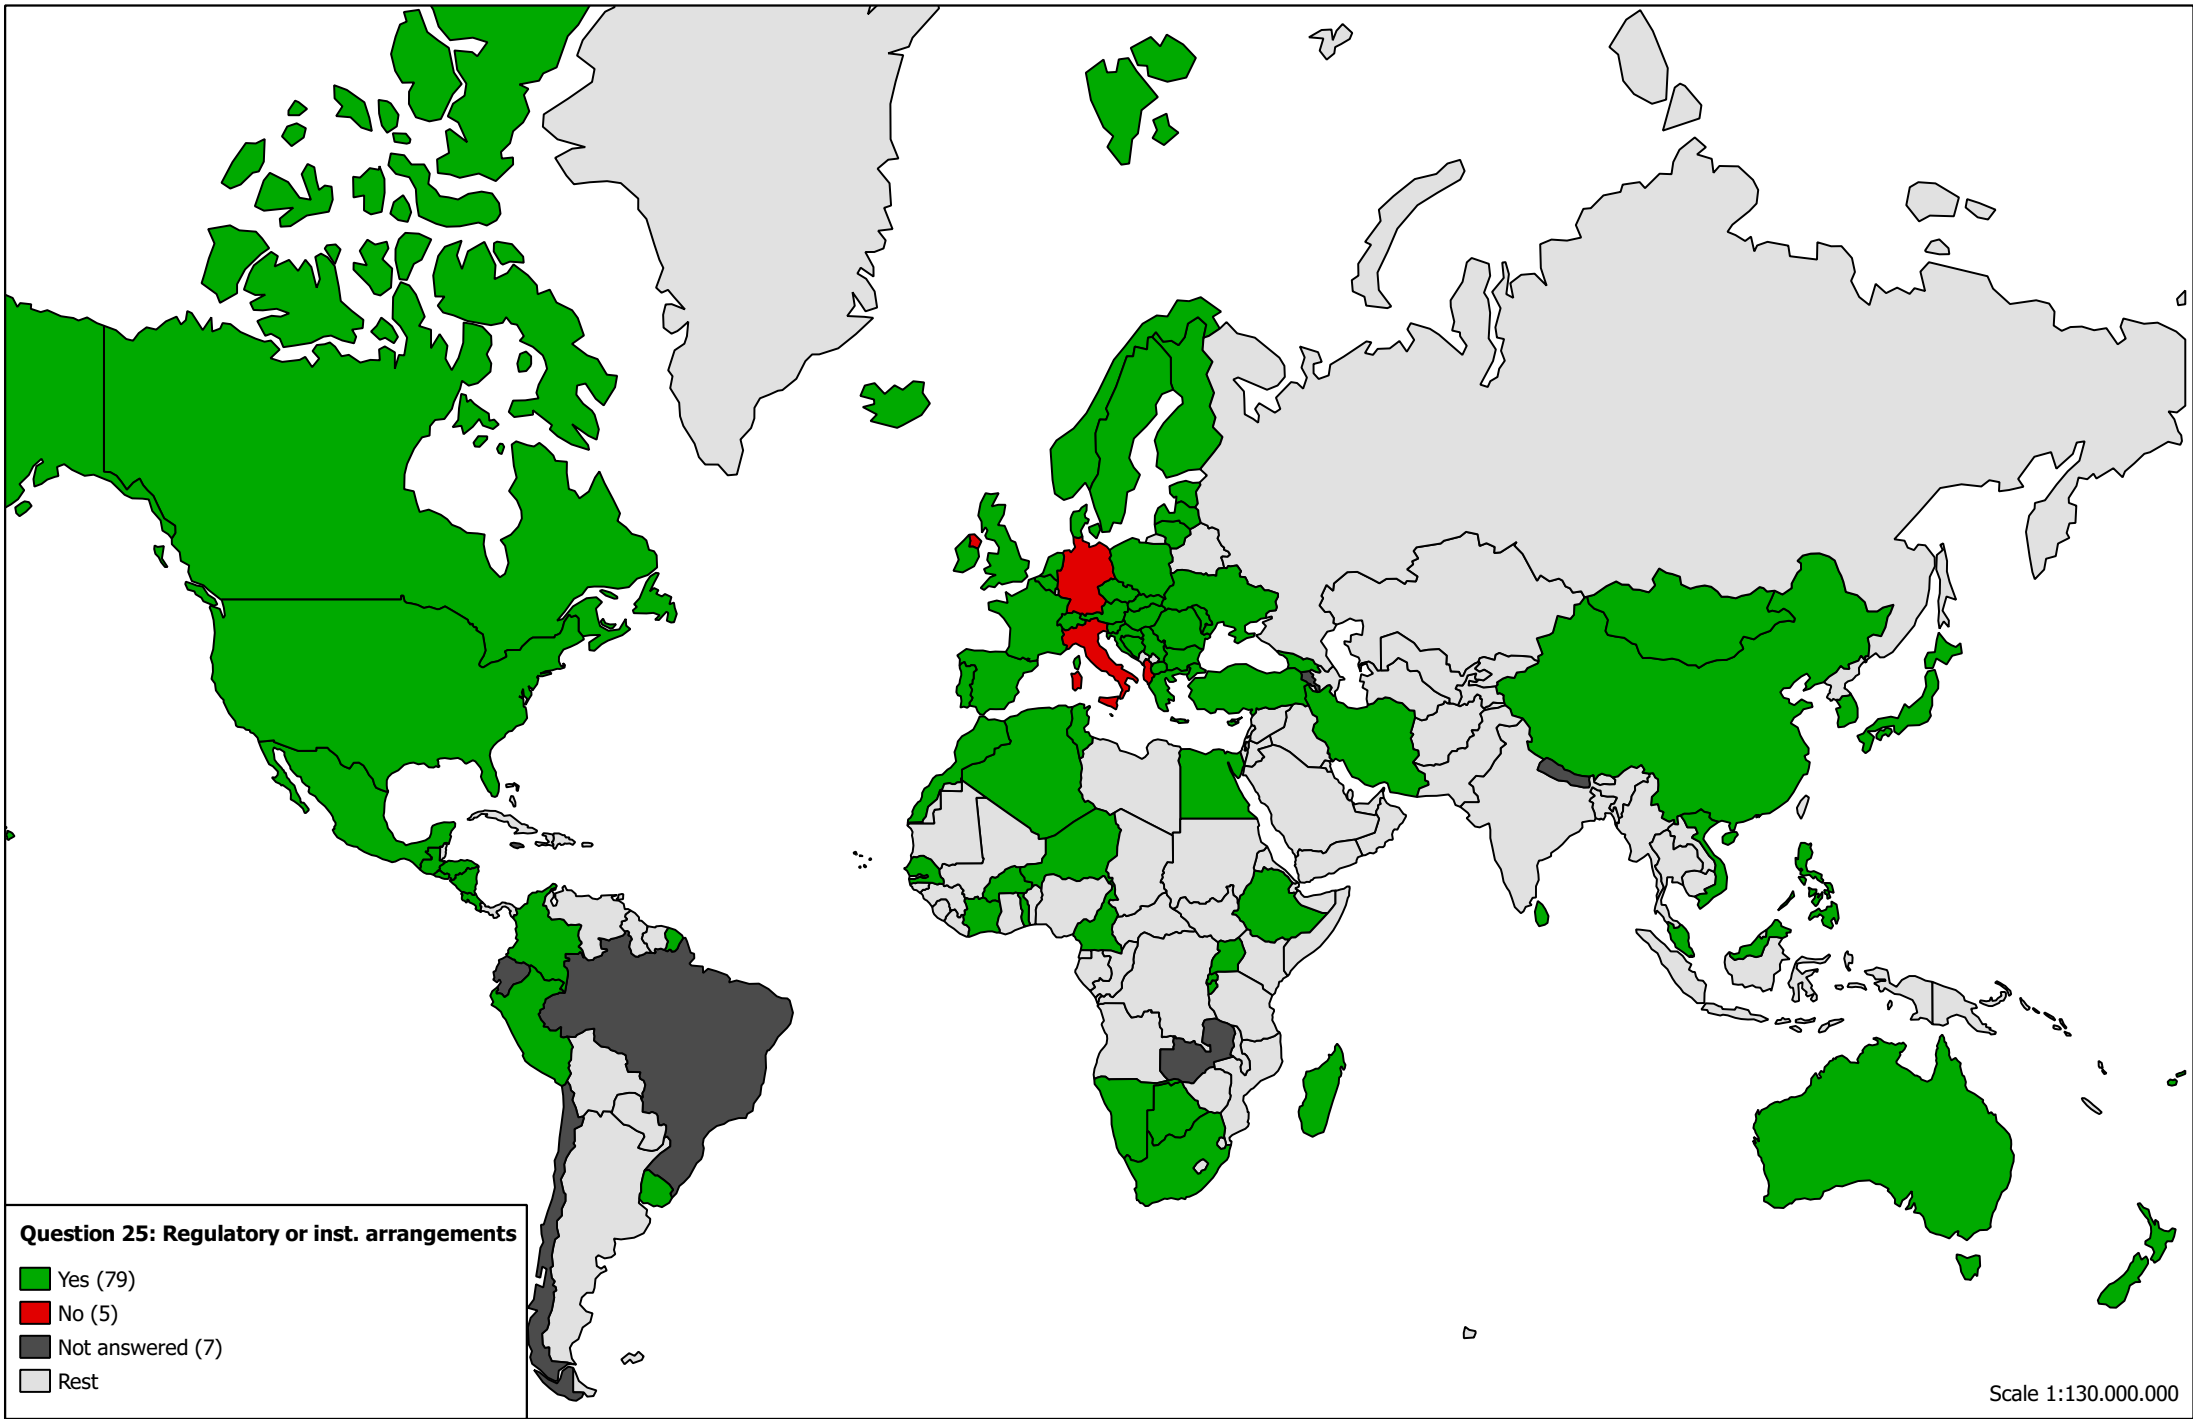 Question 25: Regulatory or inst. arrangements
Yes (79)
No (5)
Not answered (7)
Rest
Scale 1:130.000.000